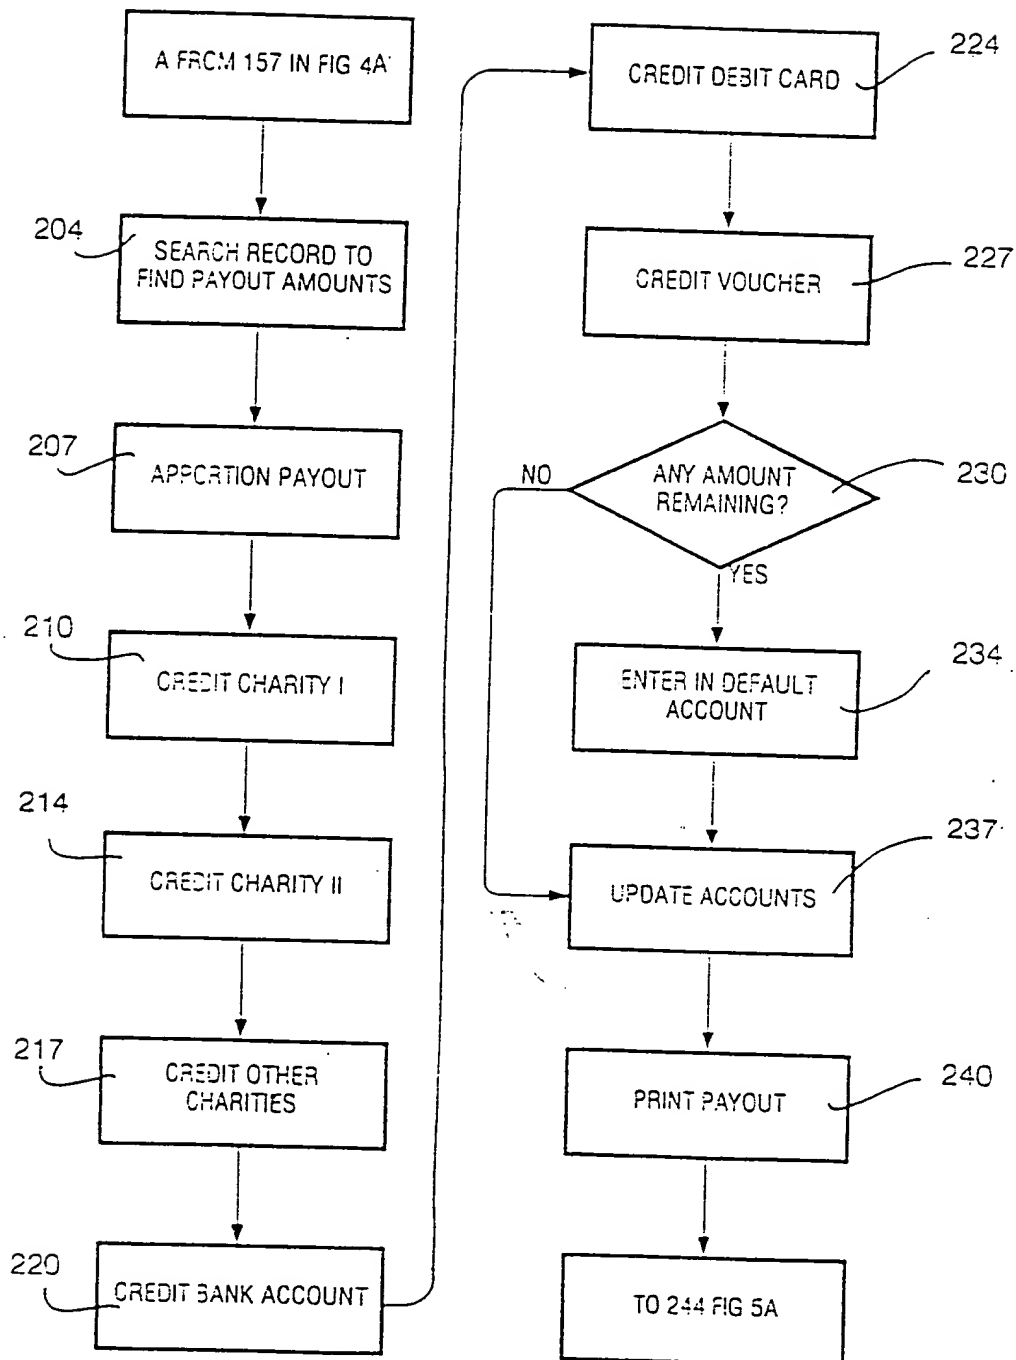 A FROM 157 IN FIG 4A
204
SEARCH RECORD TO
FIND PAYOUT AMOUNTS
207
APPORTION PAYOUT
210
CREDIT CHARITY I
214
CREDIT CHARITY II
217
CREDIT OTHER
CHARITIES
220
CREDIT BANK ACCOUNT
224
CREDIT DEBIT CARD
227
CREDIT VOUCHER
230
ANY AMOUNT
REMAINING?
NO
YES
234
ENTER IN DEFAULT
ACCOUNT
237
UPDATE ACCOUNTS
240
PRINT PAYOUT
TO 244 FIG 5A